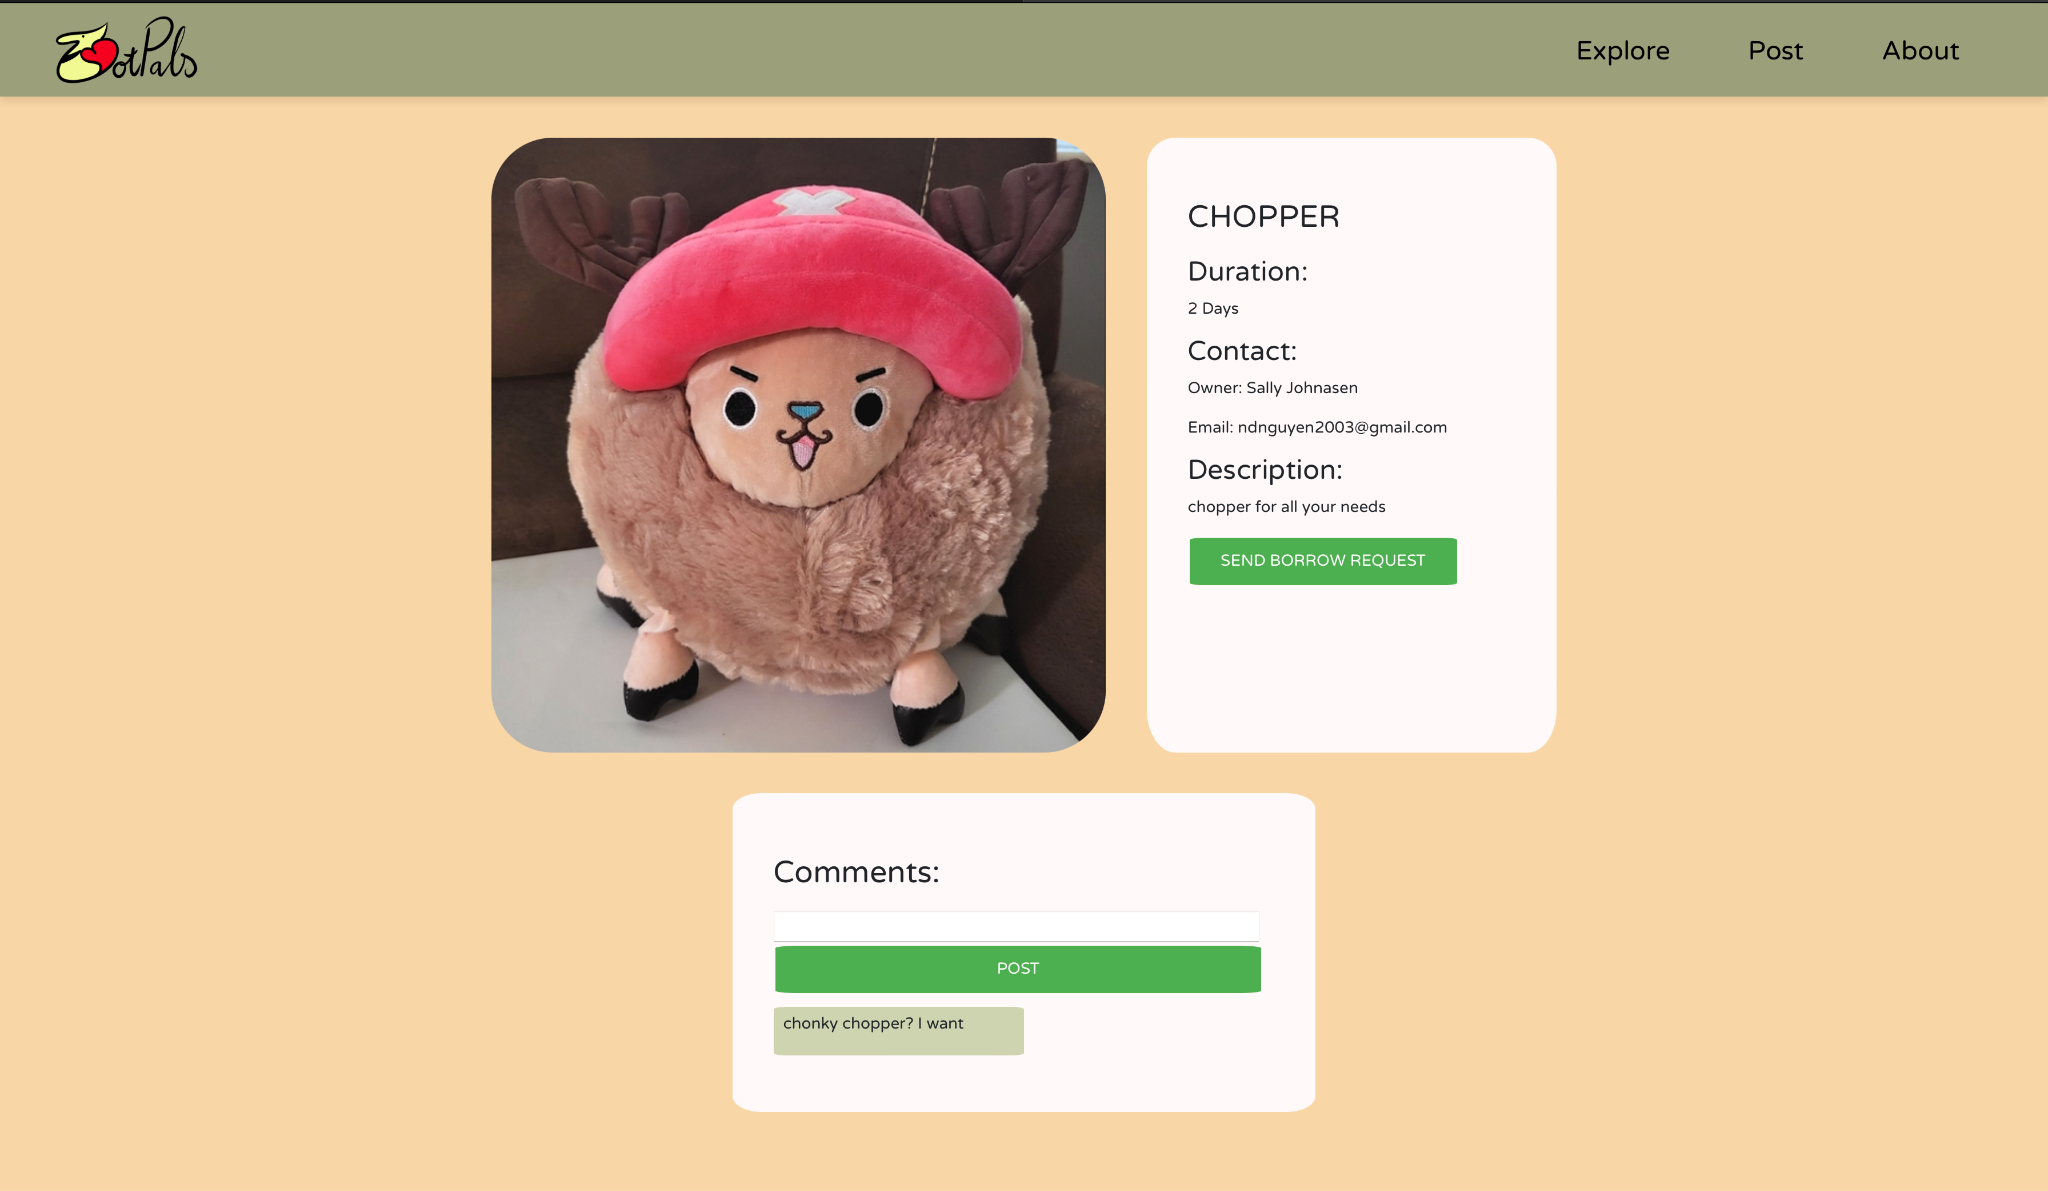 ZotPals
Explore
Post
About
CHOPPER
Duration:
2 Days
Contact:
Owner: Sally Johnasen
Email: ndnguyen2003@gmail.com
Description:
chopper for all your needs
SEND BORROW REQUEST
Comments:
POST
chonky chopper? I want